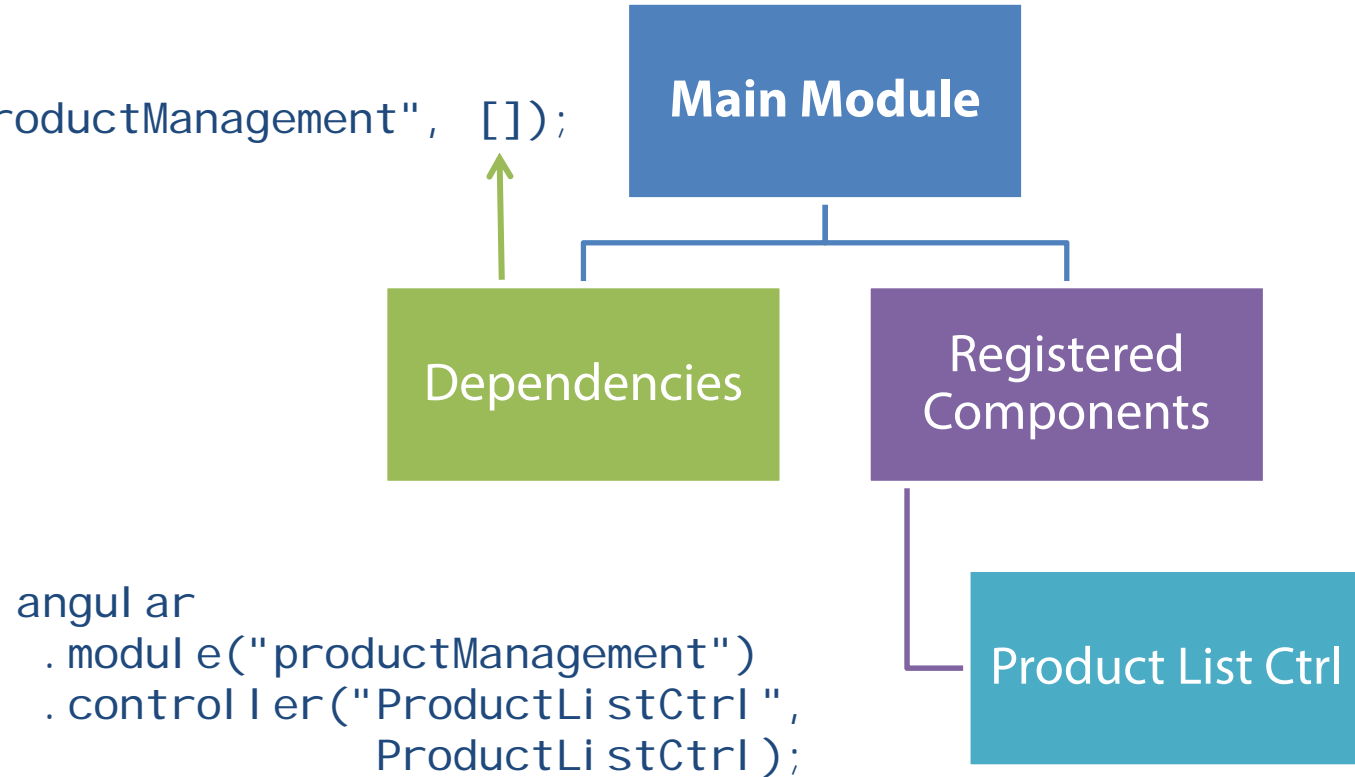 roductManagement", []);
Main Module
Dependencies
Registered
Components
angular
.module("productManagement")
.controller("ProductListCtrl",
ProductListCtrl);
Product List Ctrl